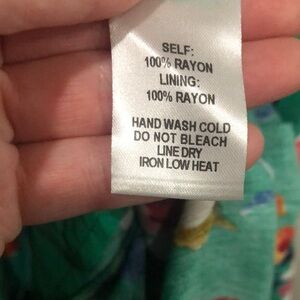 SELF:
100% RAYON
LINING:
100% RAYON
HAND WASH COLD
DO NOT BLEACH
LINE DRY
IRON LOW HEAT